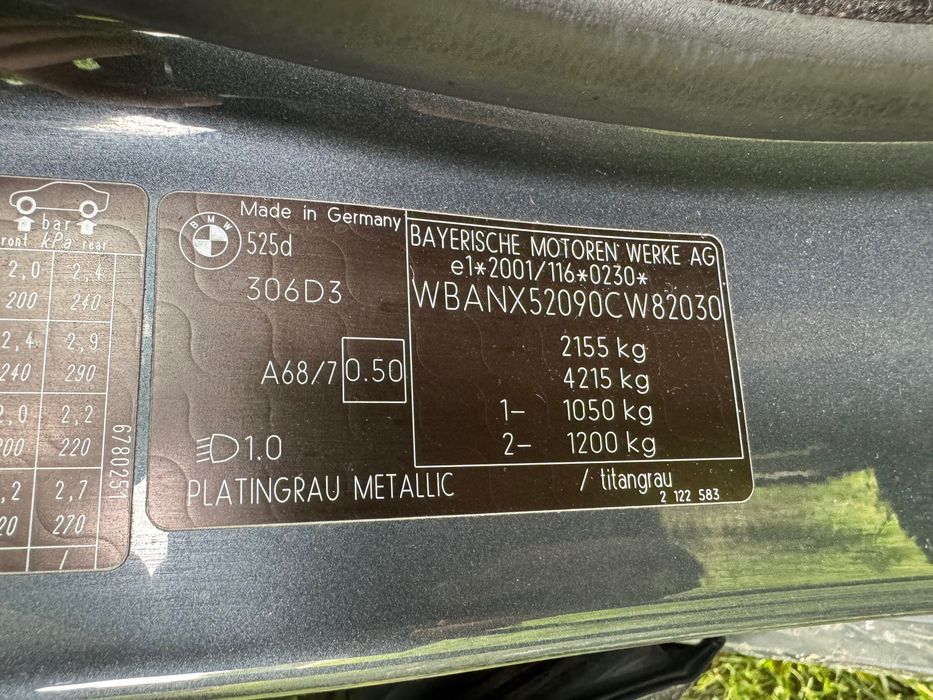 bar
front kPa rear
2,0 2,4
200 240
2,4 2,9
240 290
2,0 2,2
200 220
2,7
270
/
6780251
BMW
Made in Germany
525d
306D3
A68/7 0.50
1.0
PLATINGRAU METALLIC / titangrau
2 122 583
BAYERISCHE MOTOREN WERKE AG
e1*2001/116*0230*
WBANX52090CW82030
2155 kg
4215 kg
1- 1050 kg
2- 1200 kg